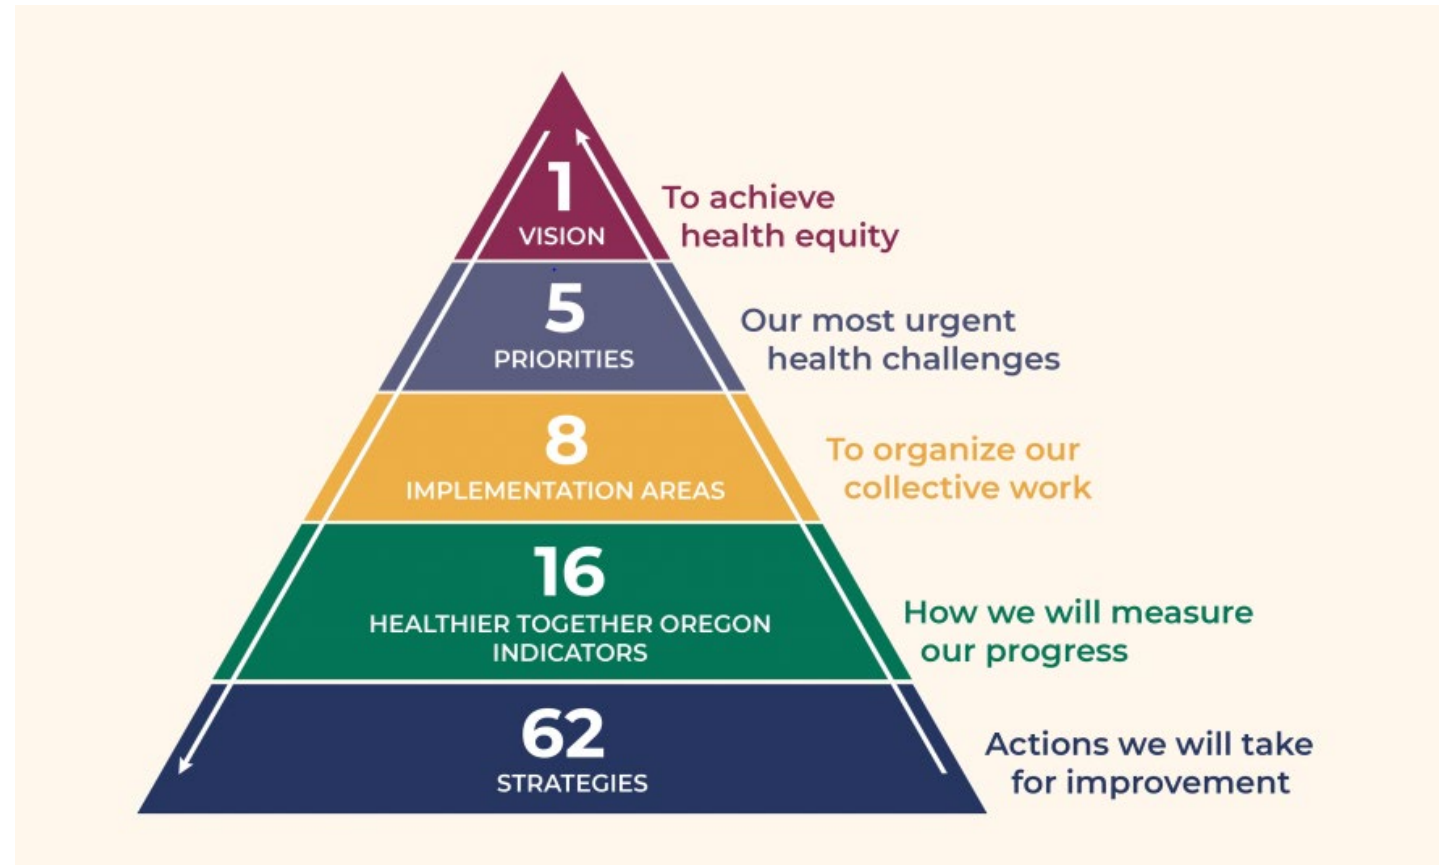 1
VISION
To achieve
health equity
5
PRIORITIES
Our most urgent
health challenges
8
IMPLEMENTATION AREAS
To organize our
collective work
16
HEALTHIER TOGETHER OREGON
INDICATORS
How we will measure
our progress
62
STRATEGIES
Actions we will take
for improvement